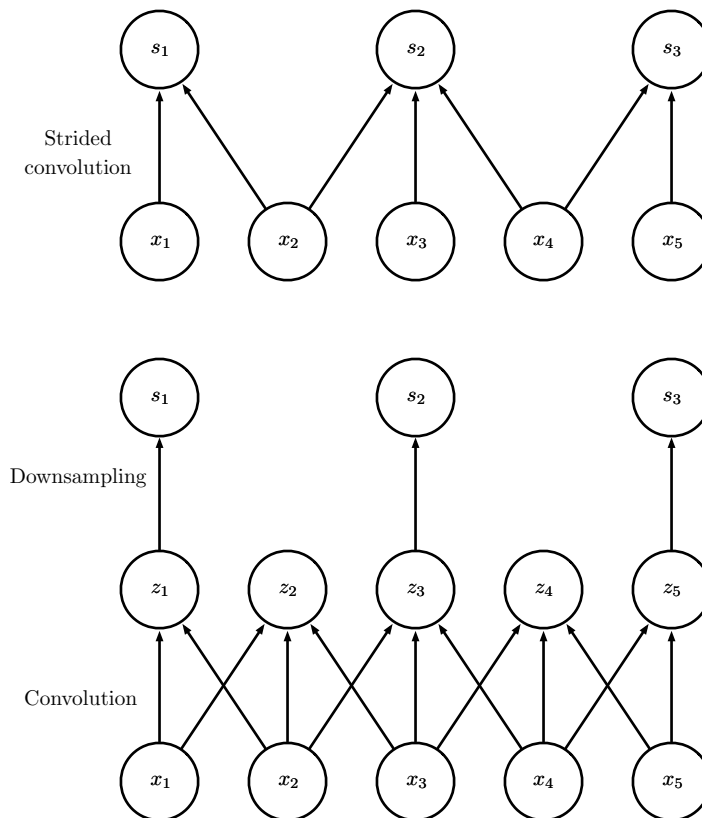 s₁ s₂ s₃
Strided
convolution
x₁ x₂ x₃ x₄ x₅
s₁ s₂ s₃
Downsampling
z₁ z₂ z₃ z₄ z₅
Convolution
x₁ x₂ x₃ x₄ x₅